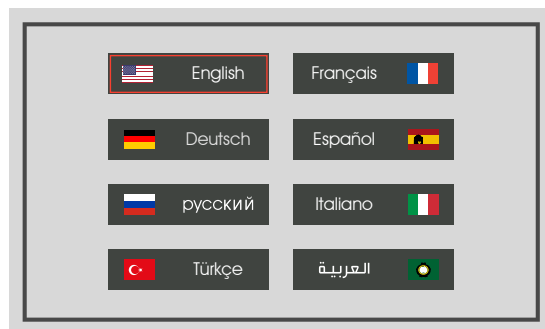 English
Français
Deutsch
Español
русский
Italiano
Türkçe
العربية